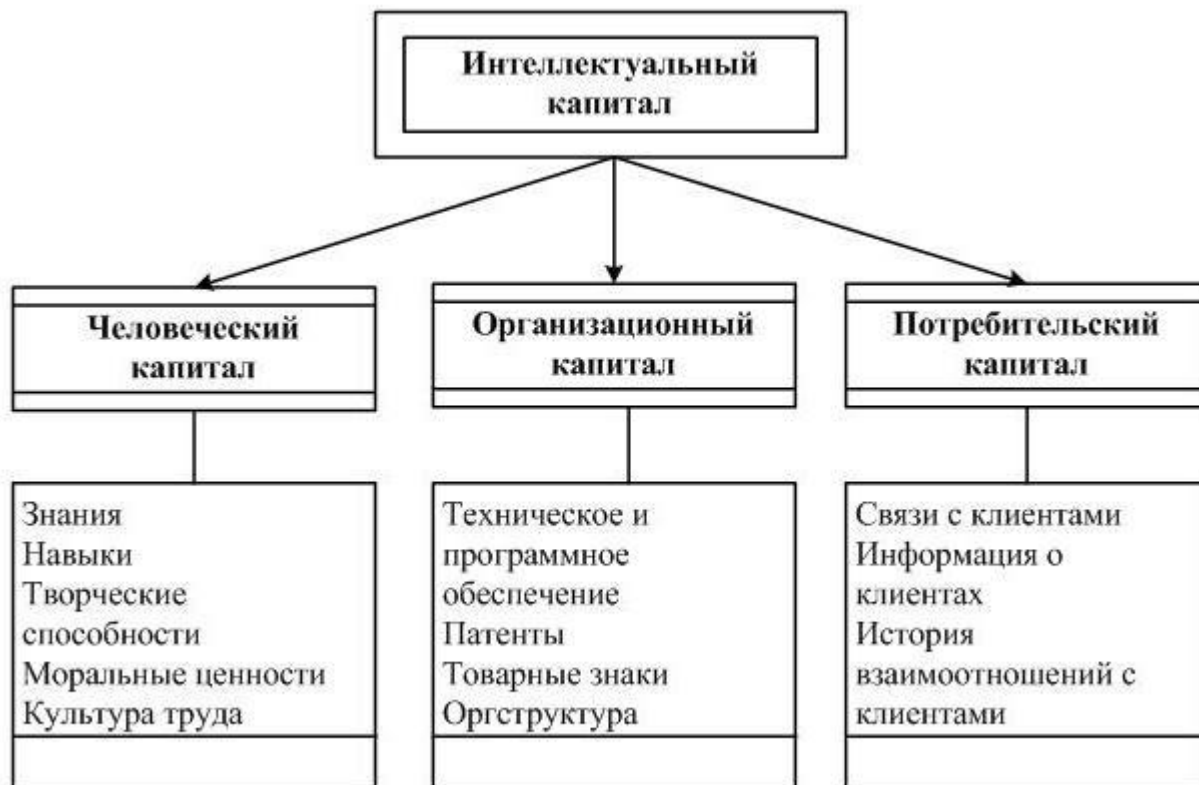 Интеллектуальный
капитал
Человеческий
капитал
Организационный
капитал
Потребительский
капитал
Знания
Навыки
Творческие
способности
Моральные ценности
Культура труда
Техническое и
программное
обеспечение
Патенты
Товарные знаки
Оргструктура
Связи с клиентами
Информация о
клиентах
История
взаимоотношений с
клиентами